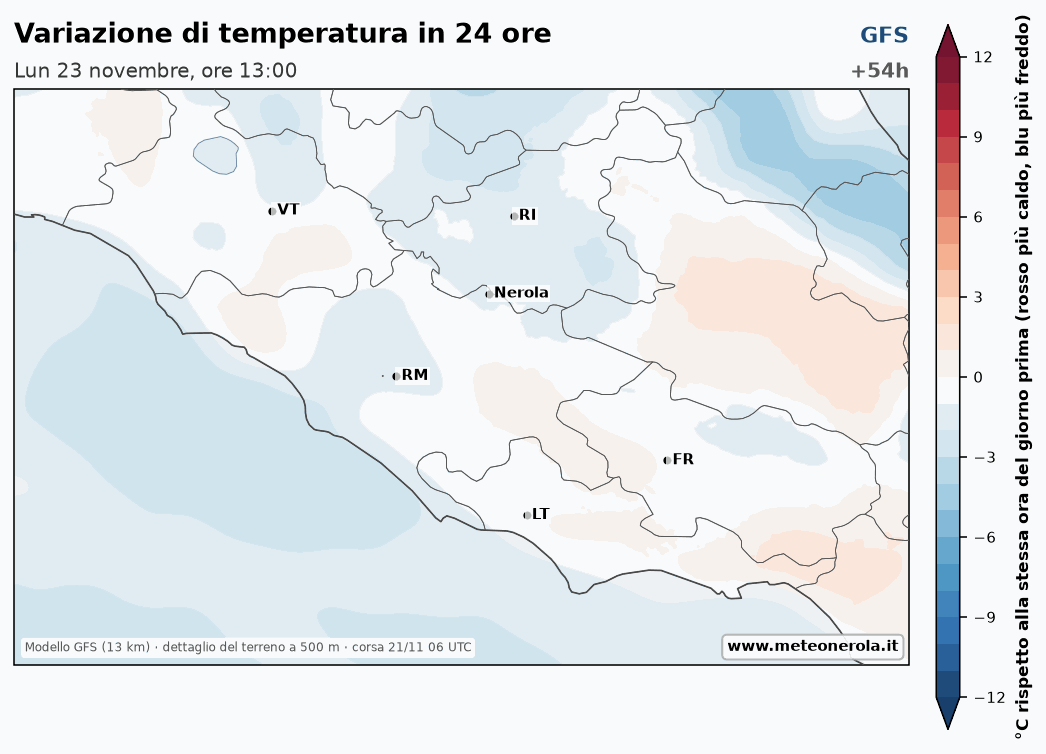 Variazione di temperatura in 24 ore
GFS
Lun 23 novembre, ore 13:00
+54h
VT
RI
Nerola
RM
FR
LT
Modello GFS (13 km) · dettaglio del terreno a 500 m · corsa 21/11 06 UTC
www.meteonerola.it
12
9
6
3
0
−3
−6
−9
−12
°C rispetto alla stessa ora del giorno prima (rosso più caldo, blu più freddo)